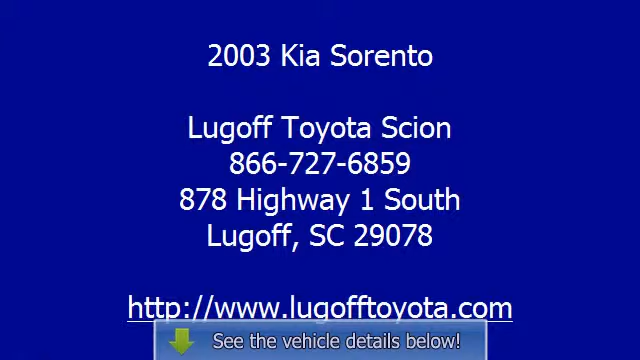 2003 Kia Sorento
Lugoff Toyota Scion
866-727-6859
878 Highway 1 South
Lugoff, SC 29078
http://www.lugofftoyota.com
See the vehicle details below!